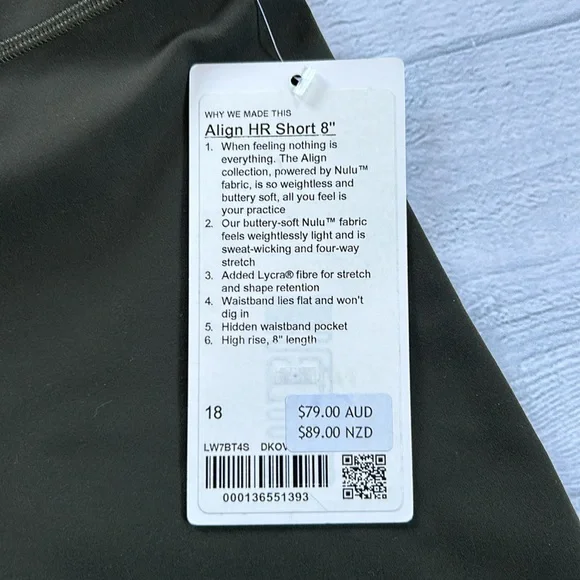 WHY WE MADE THIS
Align HR Short 8"
1. When feeling nothing is
everything. The Align
collection, powered by Nulu™
fabric, is so weightless and
buttery soft, all you feel is
your practice
2. Our buttery-soft Nulu™ fabric
feels weightlessly light and is
sweat-wicking and four-way
stretch
3. Added Lycra® fibre for stretch
and shape retention
4. Waistband lies flat and won't
dig in
5. Hidden waistband pocket
6. High rise, 8" length
18
$79.00 AUD
$89.00 NZD
LW7BT4S DKOV
000136551393